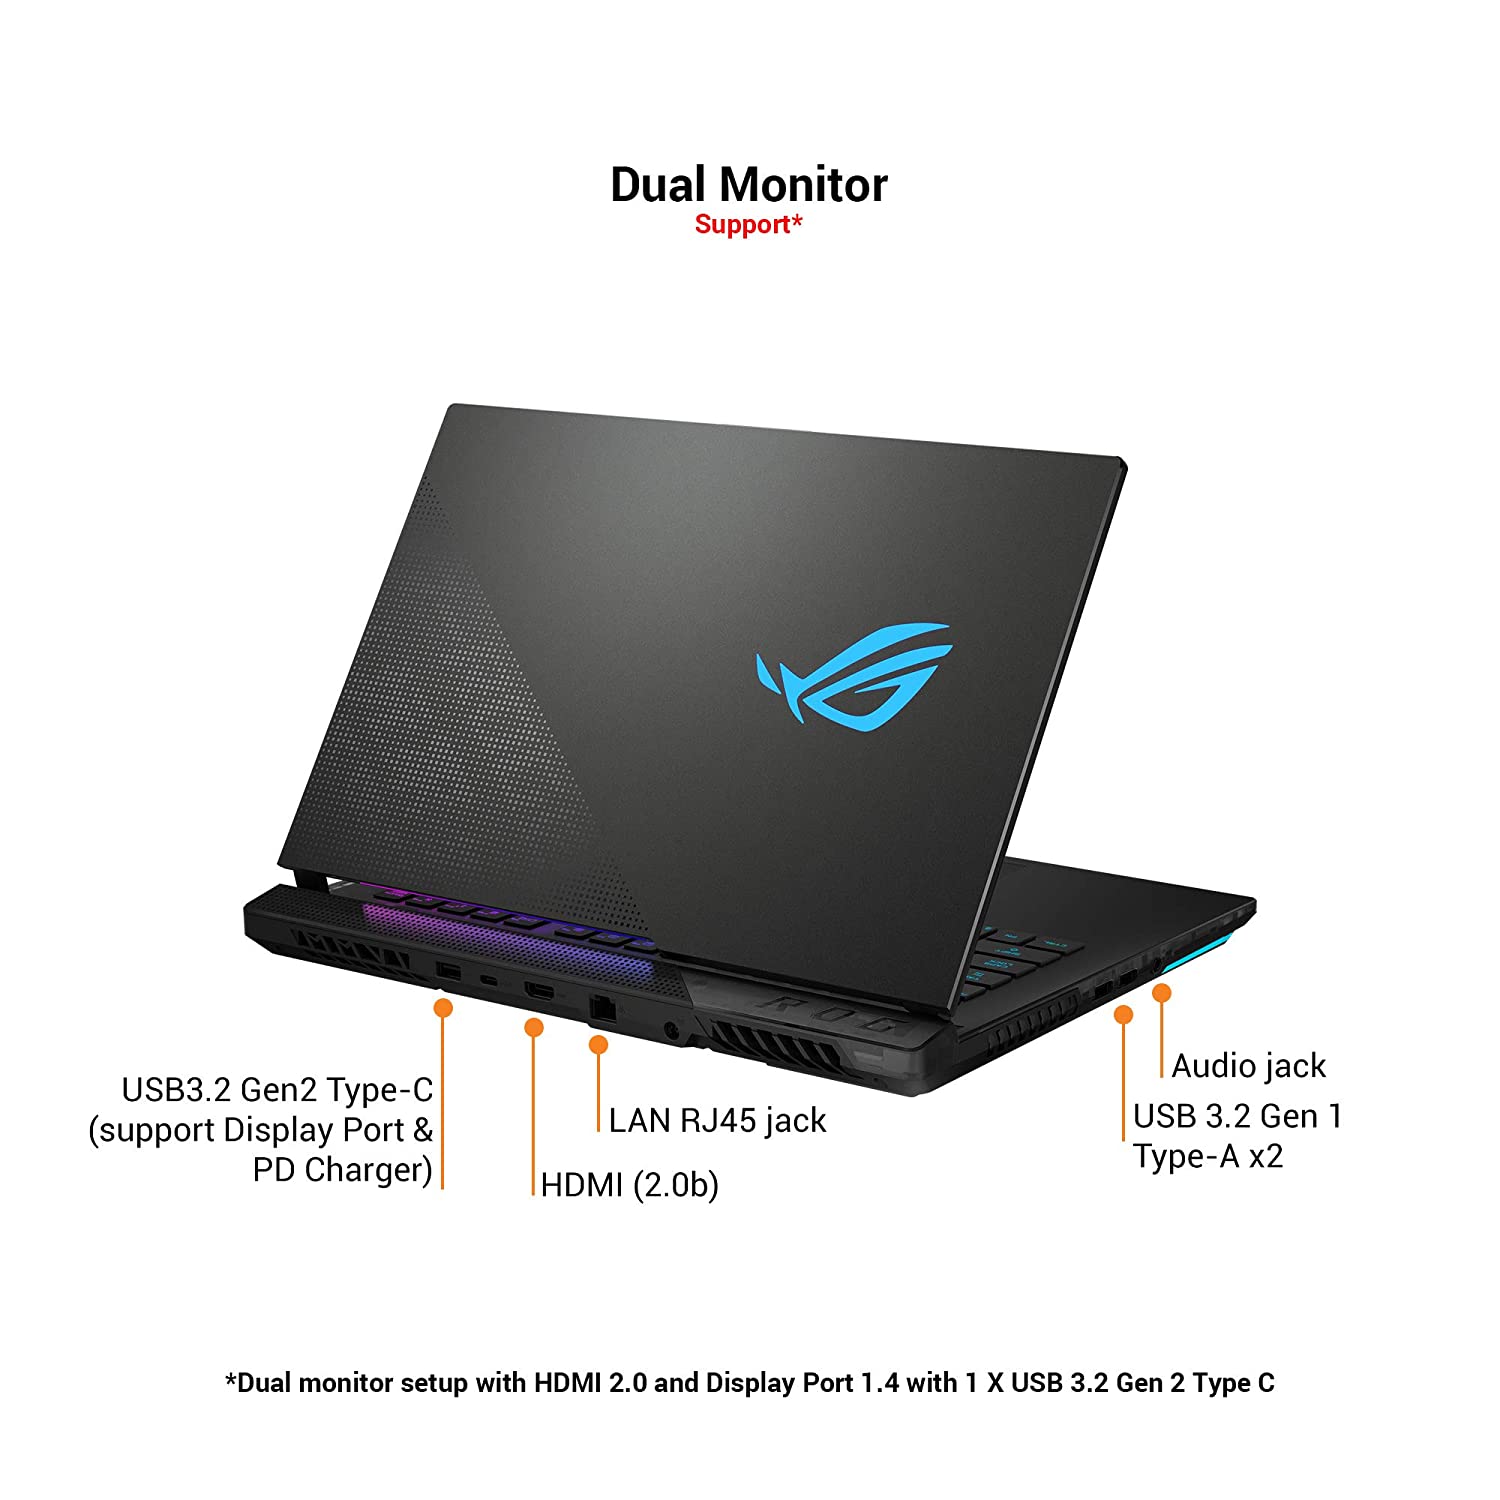 Dual Monitor
Support*
ROG
USB3.2 Gen2 Type-C
(support Display Port &
PD Charger)
HDMI (2.0b)
LAN RJ45 jack
Audio jack
USB 3.2 Gen 1
Type-A x2
*Dual monitor setup with HDMI 2.0 and Display Port 1.4 with 1 X USB 3.2 Gen 2 Type C